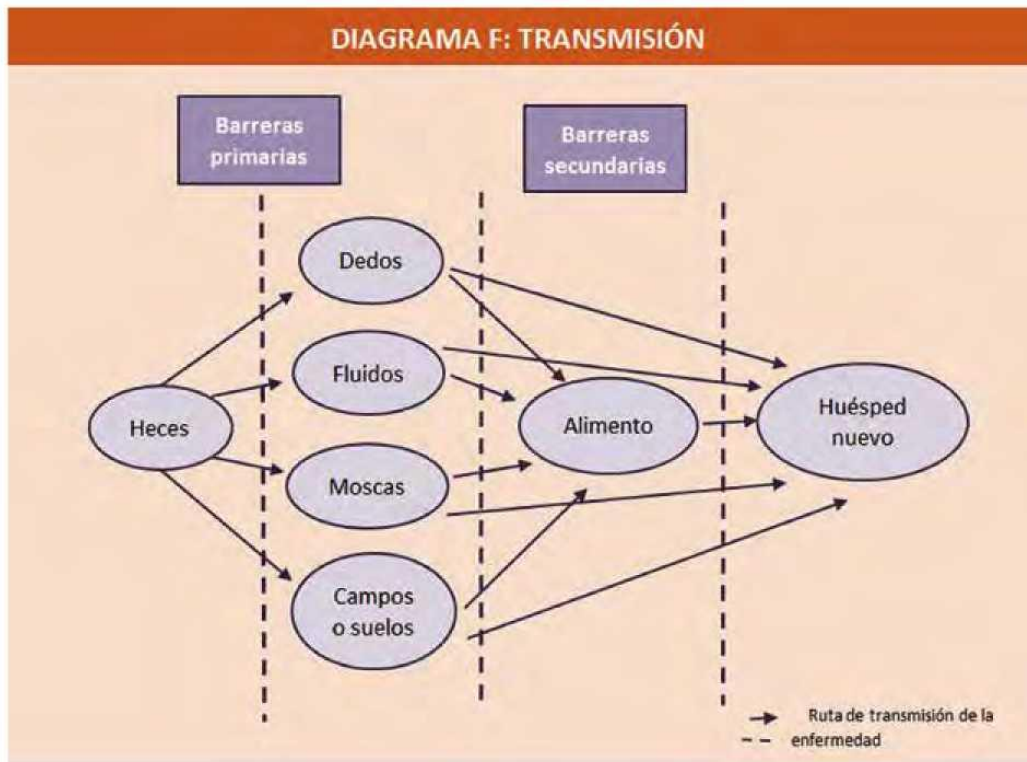 DIAGRAMA F: TRANSMISIÓN
Barreras
primarias
Barreras
secundarias
Dedos
Fluidos
Heces
Alimento
Huésped
nuevo
Moscas
Campos
o suelos
Ruta de transmisión de la
enfermedad